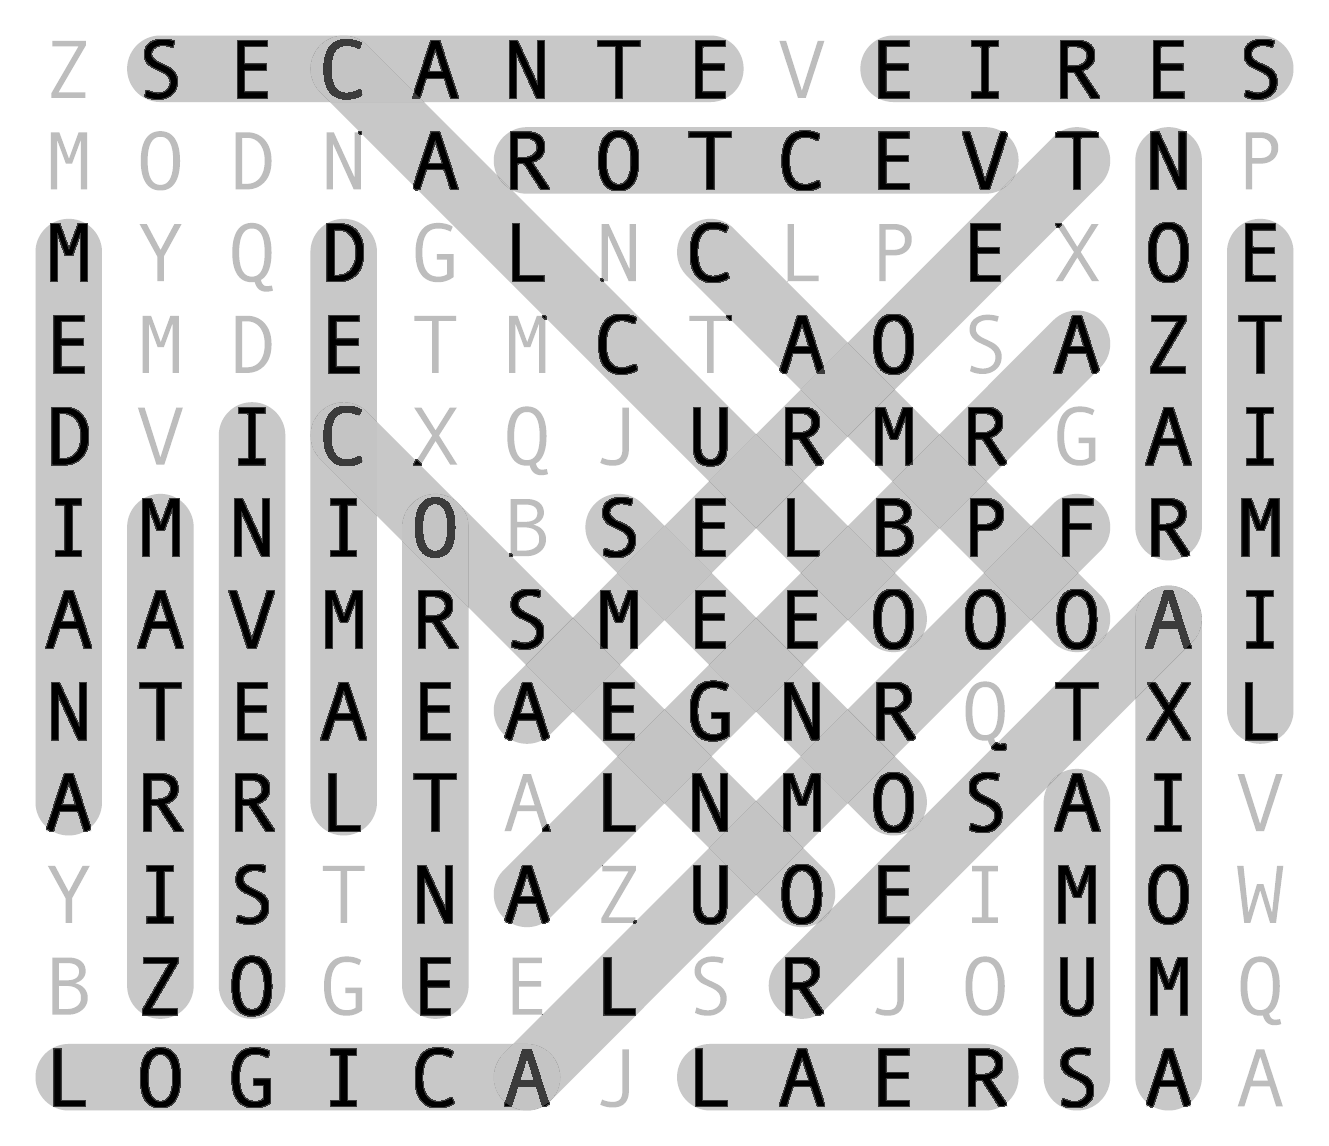 Z S E C A N T E V E I R E S
M O D N A R O T C E V T N P
M Y Q D G L N C L P E X O E
E M D E T M C T A O S A Z T
D V I C X Q J U R M R G A I
I M N I O B S E L B P F R M
A A V M R S M E E O O O A I
N T E A E A E G N R Q T X L
A R R L T A L N M O S A I V
Y I S T N A Z U O E I M O W
B Z O G E E L S R J O U M Q
L O G I C A J L A E R S A A